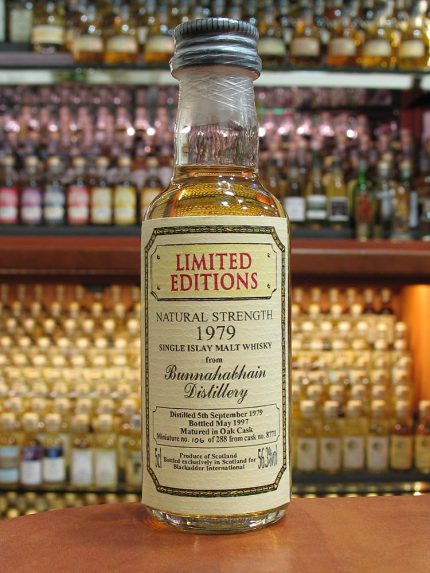 LIMITED
EDITIONS
NATURAL STRENGTH
1979
SINGLE ISLAY MALT WHISKY
from
Bunnahabhain
Distillery
Distilled 5th September 1979
Bottled May 1997
Matured in Oak Cask
Miniature no. 106 of 288 from cask no. 8771
Produce of Scotland
5cl Bottled exclusively in Scotland for 56.3%vol
Blackadder International